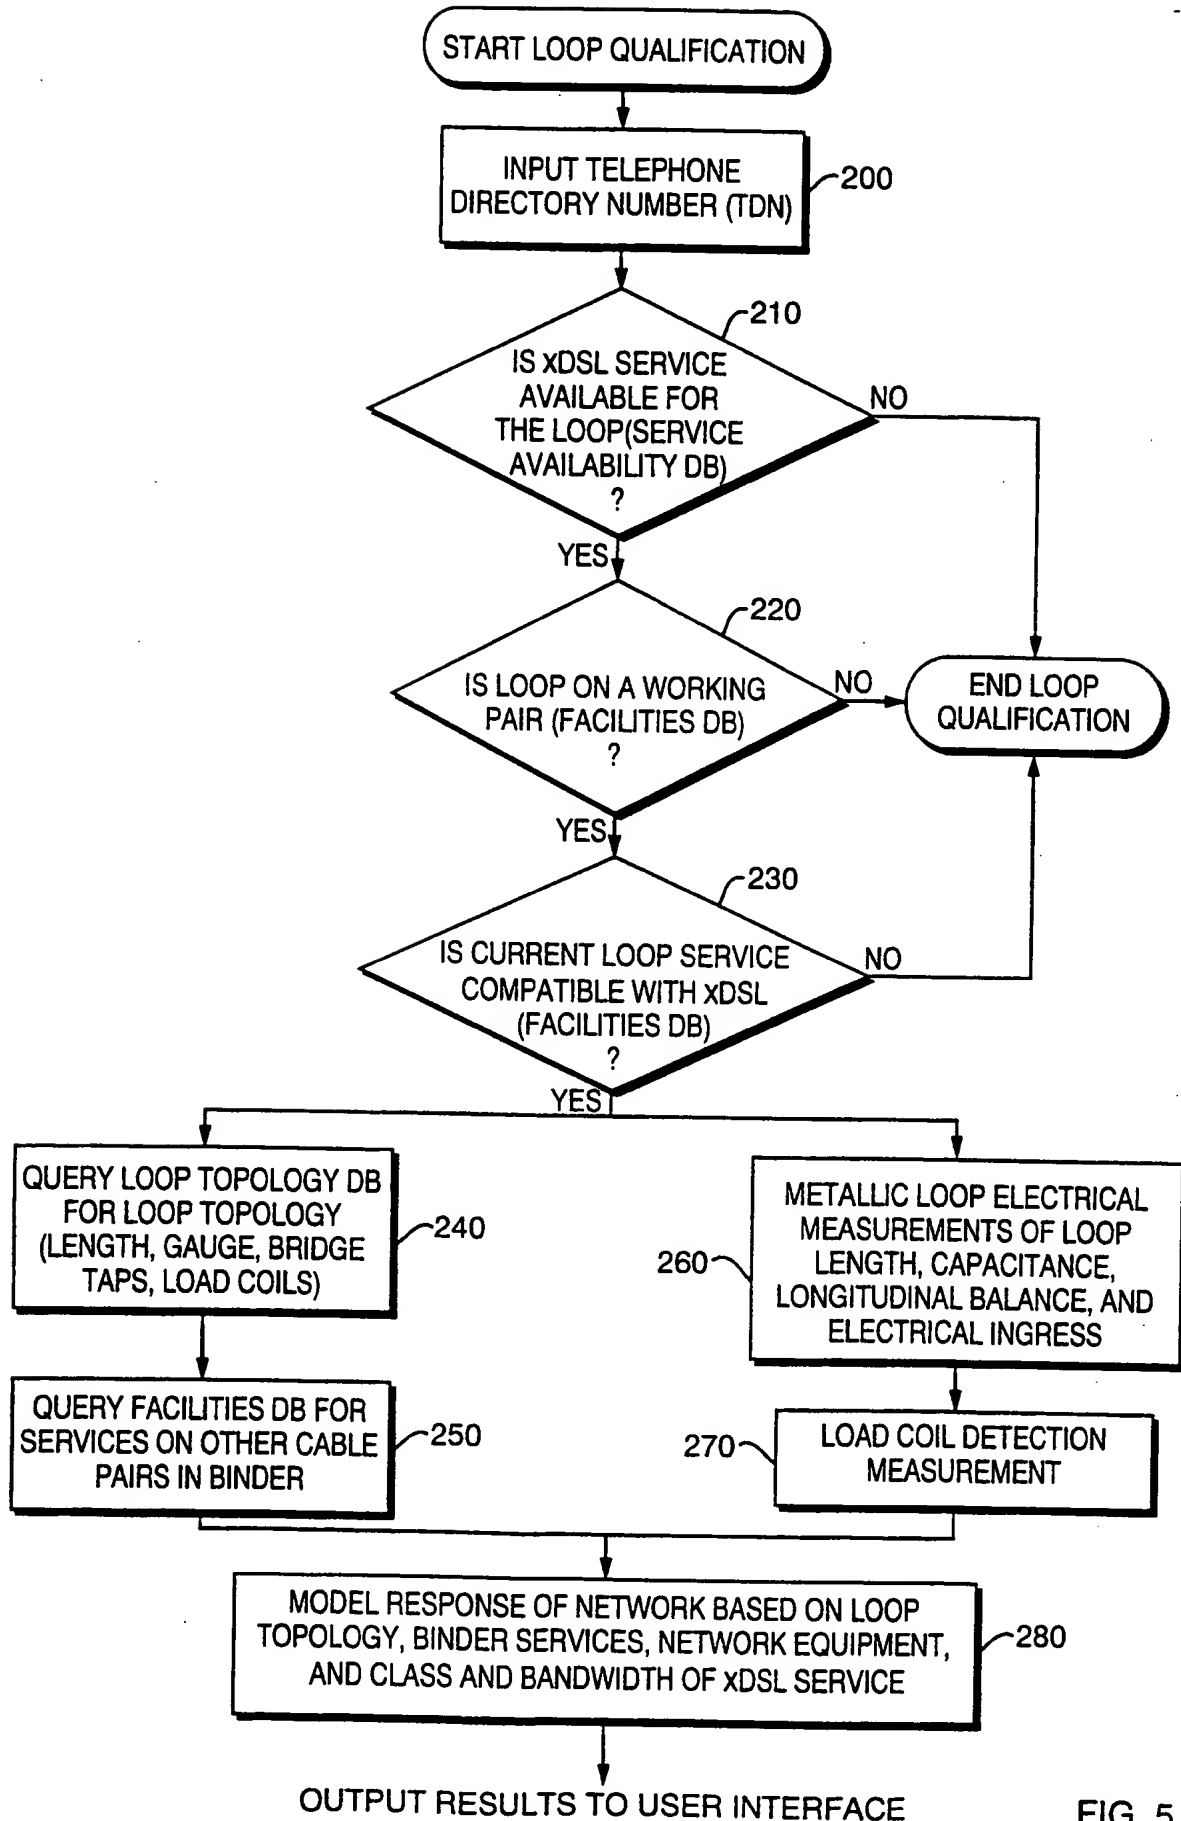 START LOOP QUALIFICATION
INPUT TELEPHONE
DIRECTORY NUMBER (TDN)
200
210
IS xDSL SERVICE
AVAILABLE FOR
THE LOOP(SERVICE
AVAILABILITY DB)
?
NO
YES
220
IS LOOP ON A WORKING
PAIR (FACILITIES DB)
?
NO
END LOOP
QUALIFICATION
YES
230
IS CURRENT LOOP SERVICE
COMPATIBLE WITH xDSL
(FACILITIES DB)
?
NO
YES
QUERY LOOP TOPOLOGY DB
FOR LOOP TOPOLOGY
(LENGTH, GAUGE, BRIDGE
TAPS, LOAD COILS)
240
QUERY FACILITIES DB FOR
SERVICES ON OTHER CABLE
PAIRS IN BINDER
250
METALLIC LOOP ELECTRICAL
MEASUREMENTS OF LOOP
LENGTH, CAPACITANCE,
LONGITUDINAL BALANCE, AND
ELECTRICAL INGRESS
260
LOAD COIL DETECTION
MEASUREMENT
270
MODEL RESPONSE OF NETWORK BASED ON LOOP
TOPOLOGY, BINDER SERVICES, NETWORK EQUIPMENT,
AND CLASS AND BANDWIDTH OF xDSL SERVICE
280
OUTPUT RESULTS TO USER INTERFACE
FIG. 5